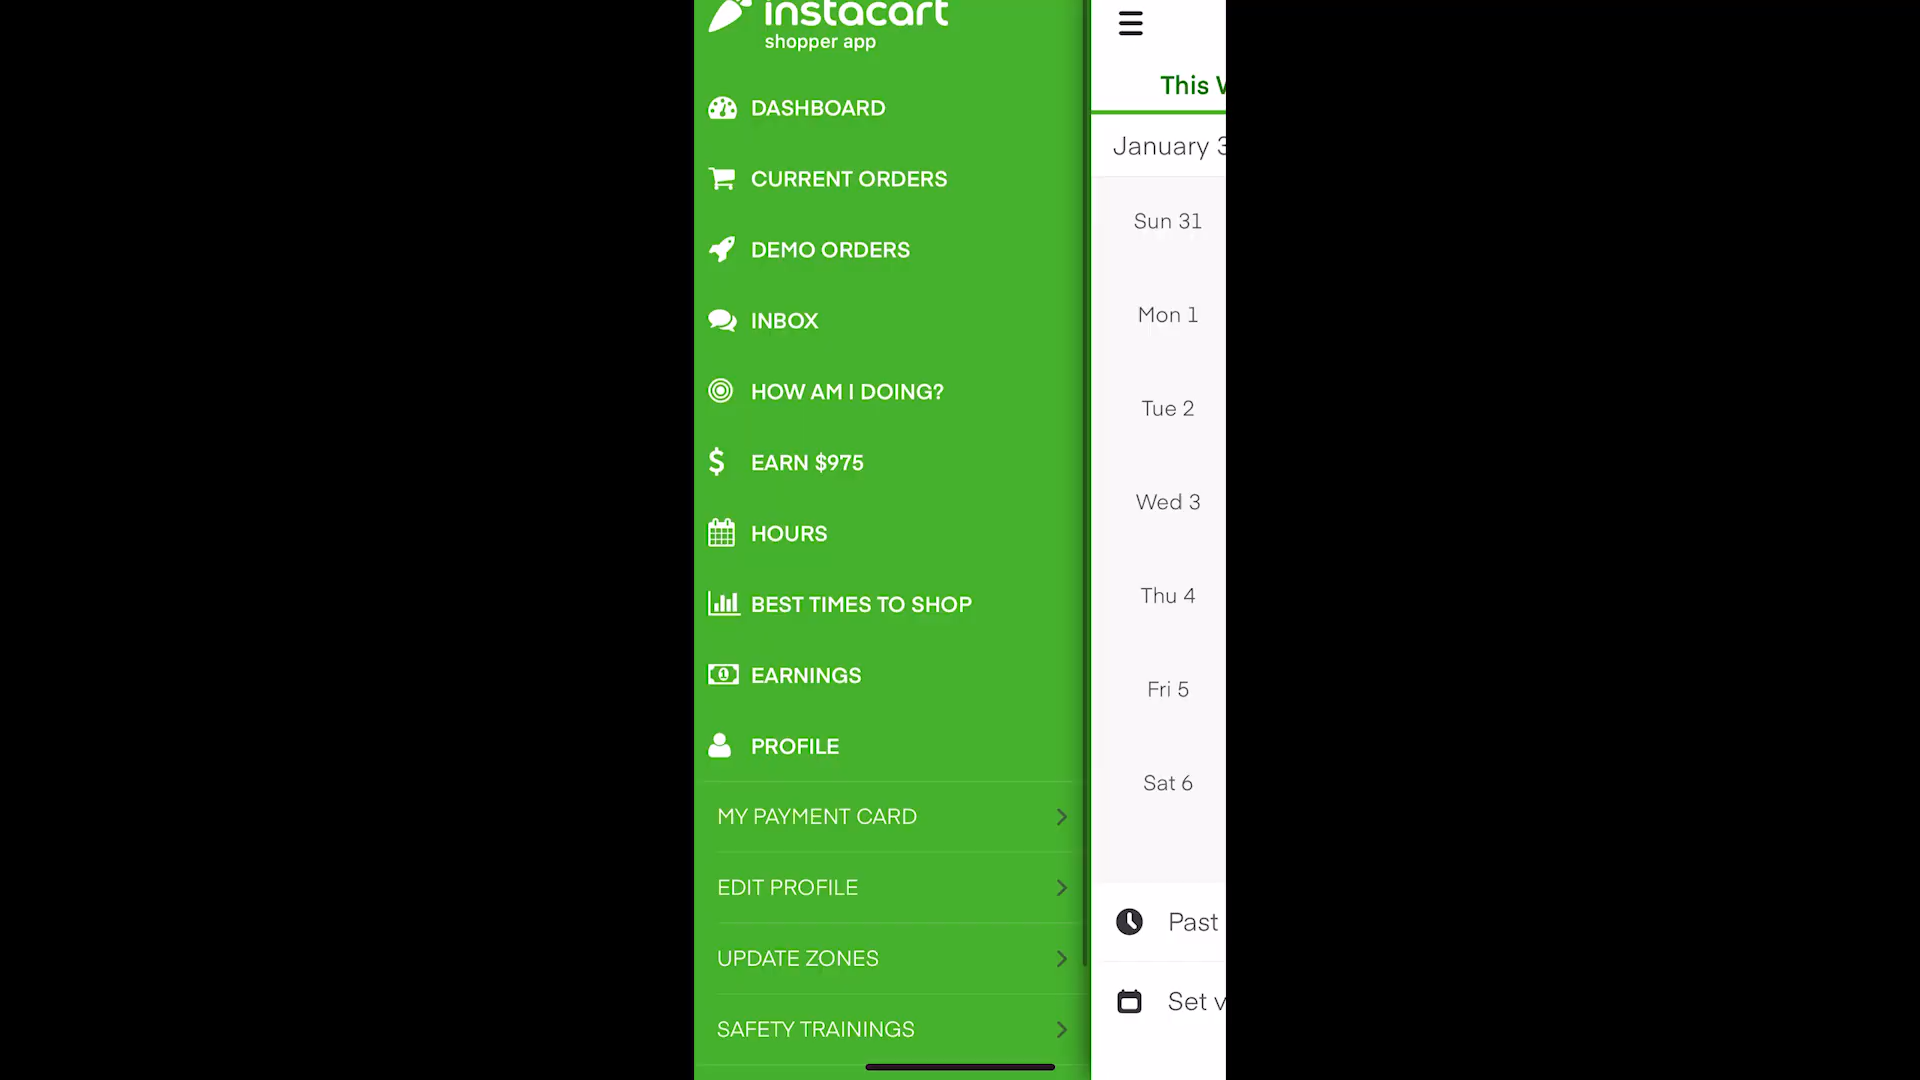 instacart
shopper app
DASHBOARD
CURRENT ORDERS
DEMO ORDERS
INBOX
HOW AM I DOING?
EARN $975
HOURS
BEST TIMES TO SHOP
EARNINGS
PROFILE
MY PAYMENT CARD
EDIT PROFILE
UPDATE ZONES
SAFETY TRAININGS
This
January 3
Sun 31
Mon 1
Tue 2
Wed 3
Thu 4
Fri 5
Sat 6
Past
Set